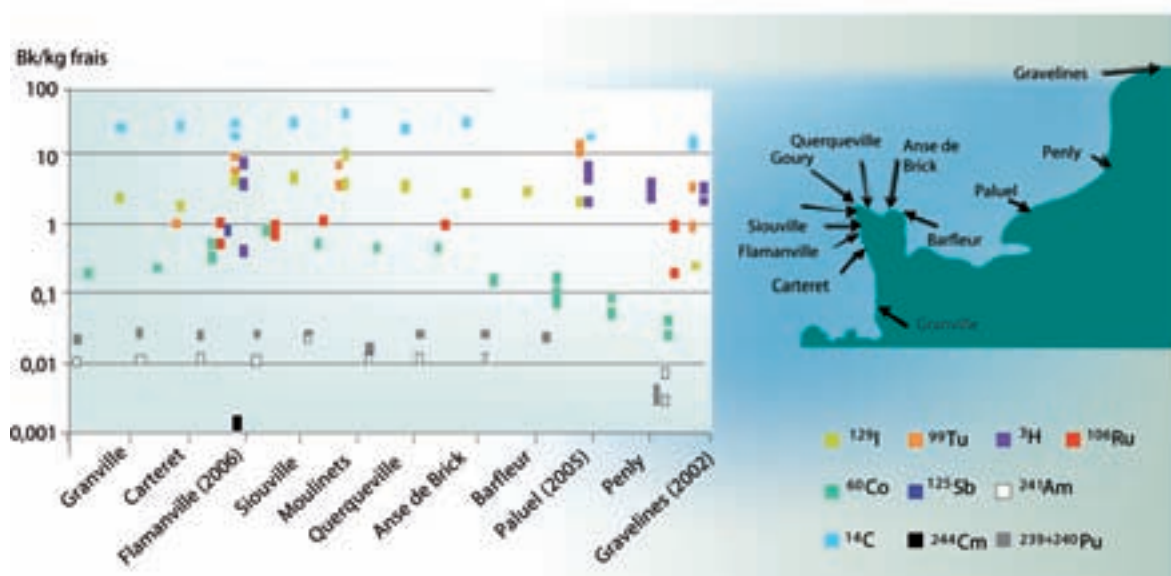 Bk/kg frais
100
10
1
0,1
0,01
0,001
Granville
Carteret
Flamanville (2006)
Siouville
Moulinets
Querqueville
Anse de Brick
Barfleur
Paluel (2005)
Penly
Gravelines (2002)
Gravelines
Querqueville
Goury
Anse de
Brick
Penly
Paluel
Siouville
Barfleur
Flamanville
Carteret
Granville
129I 99Tu 3H 106Ru
60Co 125Sb 241Am
14C 244Cm 239+240Pu